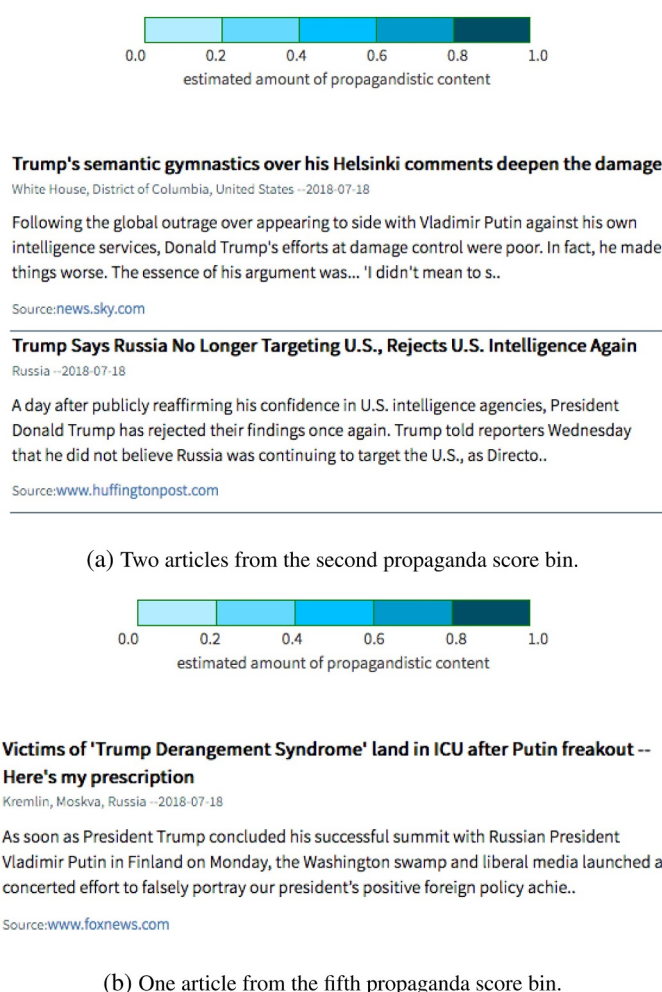 0.0 0.2 0.4 0.6 0.8 1.0
estimated amount of propagandistic content
Trump's semantic gymnastics over his Helsinki comments deepen the damage
White House, District of Columbia, United States --2018-07-18
Following the global outrage over appearing to side with Vladimir Putin against his own
intelligence services, Donald Trump's efforts at damage control were poor. In fact, he made
things worse. The essence of his argument was... 'I didn't mean to s..
Source:news.sky.com
Trump Says Russia No Longer Targeting U.S., Rejects U.S. Intelligence Again
Russia --2018-07-18
A day after publicly reaffirming his confidence in U.S. intelligence agencies, President
Donald Trump has rejected their findings once again. Trump told reporters Wednesday
that he did not believe Russia was continuing to target the U.S., as Directo..
Source:www.huffingtonpost.com
(a) Two articles from the second propaganda score bin.
0.0 0.2 0.4 0.6 0.8 1.0
estimated amount of propagandistic content
Victims of 'Trump Derangement Syndrome' land in ICU after Putin freakout --
Here's my prescription
Kremlin, Moskva, Russia --2018-07-18
As soon as President Trump concluded his successful summit with Russian President
Vladimir Putin in Finland on Monday, the Washington swamp and liberal media launched a
concerted effort to falsely portray our president’s positive foreign policy achie..
Source:www.foxnews.com
(b) One article from the fifth propaganda score bin.